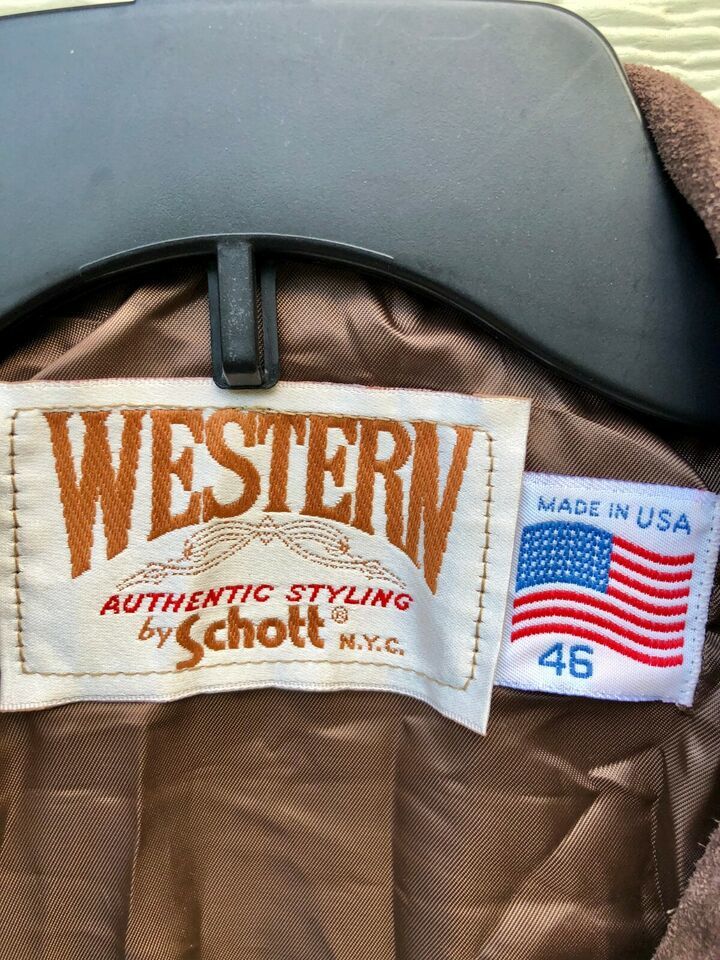 WESTERN
AUTHENTIC STYLING
by Schott® N.Y.C.
MADE IN USA
46